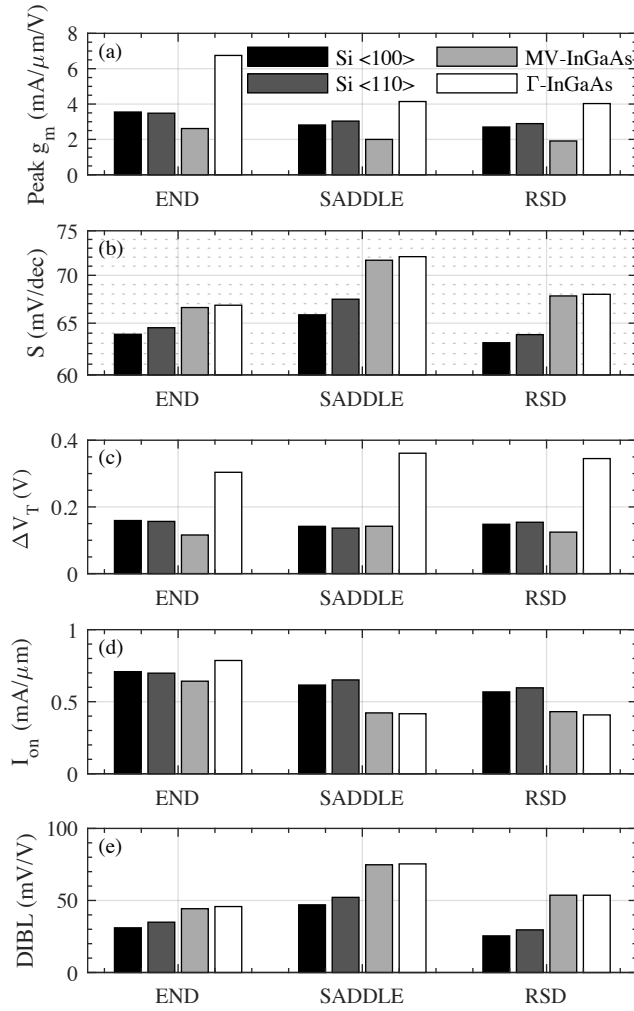 (a)
Si <100>
MV-InGaAs
Si <110>
Γ-InGaAs
Peak g_m (mA/μm/V)
8
6
4
2
0
END SADDLE RSD
(b)
S (mV/dec)
75
70
65
60
END SADDLE RSD
(c)
ΔV_T (V)
0.4
0.2
0
END SADDLE RSD
(d)
I_on (mA/μm)
1
0.5
0
END SADDLE RSD
(e)
DIBL (mV/V)
100
50
0
END SADDLE RSD